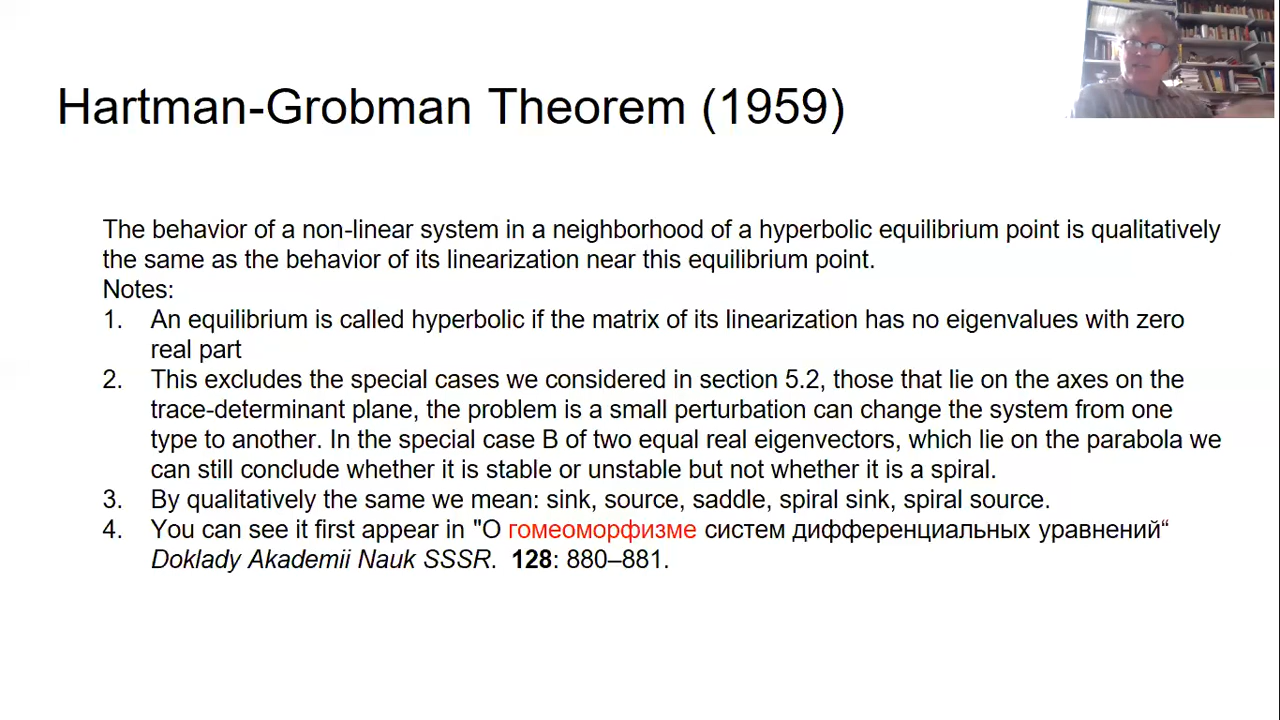 Hartman-Grobman Theorem (1959)
The behavior of a non-linear system in a neighborhood of a hyperbolic equilibrium point is qualitatively
the same as the behavior of its linearization near this equilibrium point.
Notes:
1. An equilibrium is called hyperbolic if the matrix of its linearization has no eigenvalues with zero
real part
2. This excludes the special cases we considered in section 5.2, those that lie on the axes on the
trace-determinant plane, the problem is a small perturbation can change the system from one
type to another. In the special case B of two equal real eigenvectors, which lie on the parabola we
can still conclude whether it is stable or unstable but not whether it is a spiral.
3. By qualitatively the same we mean: sink, source, saddle, spiral sink, spiral source.
4. You can see it first appear in "О гомеоморфизме систем дифференциальных уравнений“
Doklady Akademii Nauk SSSR. 128: 880–881.